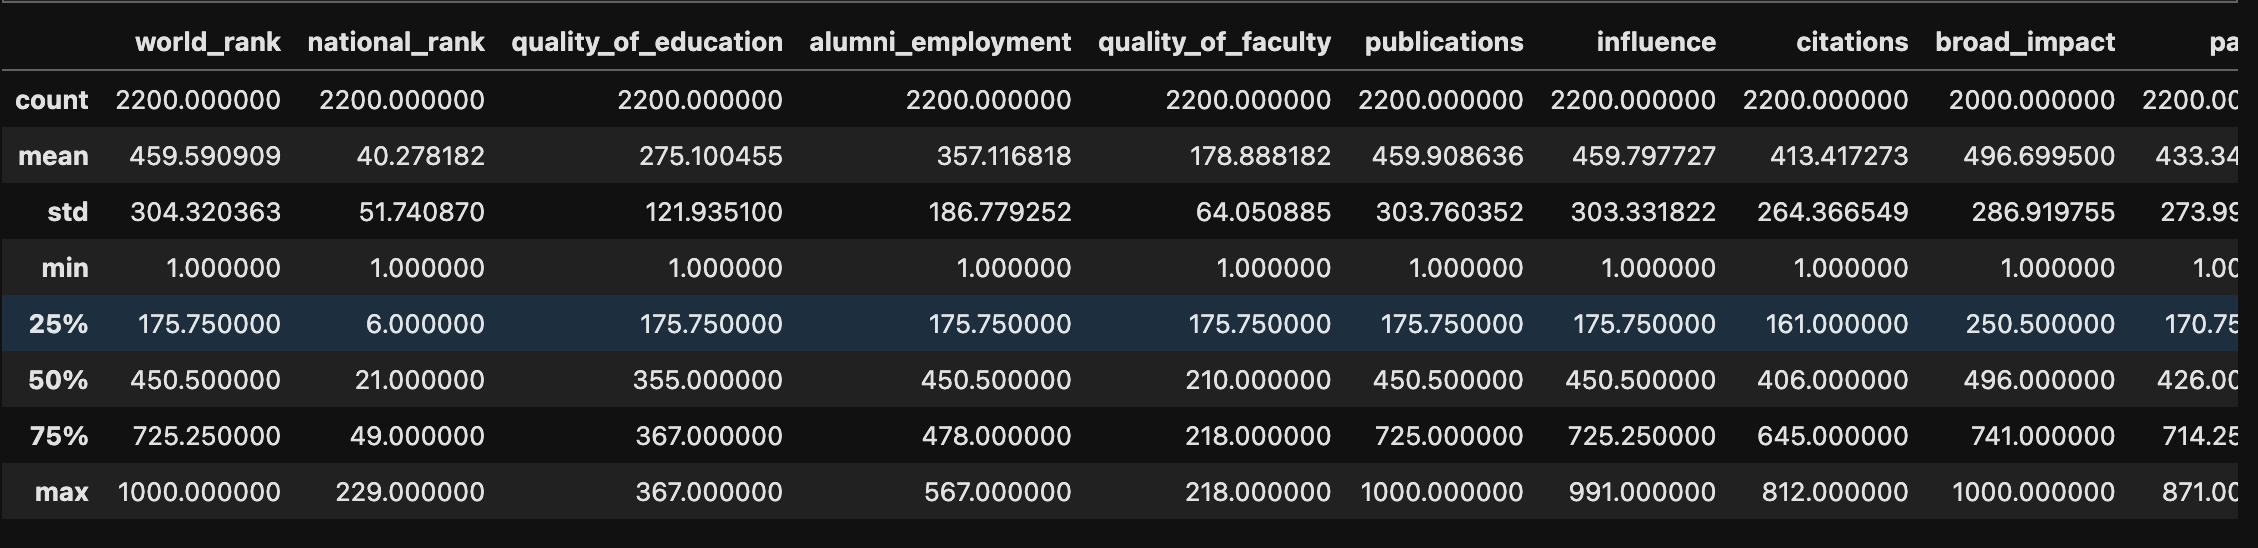 world_rank national_rank quality_of_education alumni_employment quality_of_faculty publications influence citations broad_impact pa
count 2200.000000 2200.000000 2200.000000 2200.000000 2200.000000 2200.000000 2200.000000 2200.000000 2000.000000 2200.00
mean 459.590909 40.278182 275.100455 357.116818 178.888182 459.908636 459.797727 413.417273 496.699500 433.34
std 304.320363 51.740870 121.935100 186.779252 64.050885 303.760352 303.331822 264.366549 286.919755 273.99
min 1.000000 1.000000 1.000000 1.000000 1.000000 1.000000 1.000000 1.000000 1.000000 1.00
25% 175.750000 6.000000 175.750000 175.750000 175.750000 175.750000 175.750000 161.000000 250.500000 170.75
50% 450.500000 21.000000 355.000000 450.500000 210.000000 450.500000 450.500000 406.000000 496.000000 426.00
75% 725.250000 49.000000 367.000000 478.000000 218.000000 725.000000 725.250000 645.000000 741.000000 714.25
max 1000.000000 229.000000 367.000000 567.000000 218.000000 1000.000000 991.000000 812.000000 1000.000000 871.00